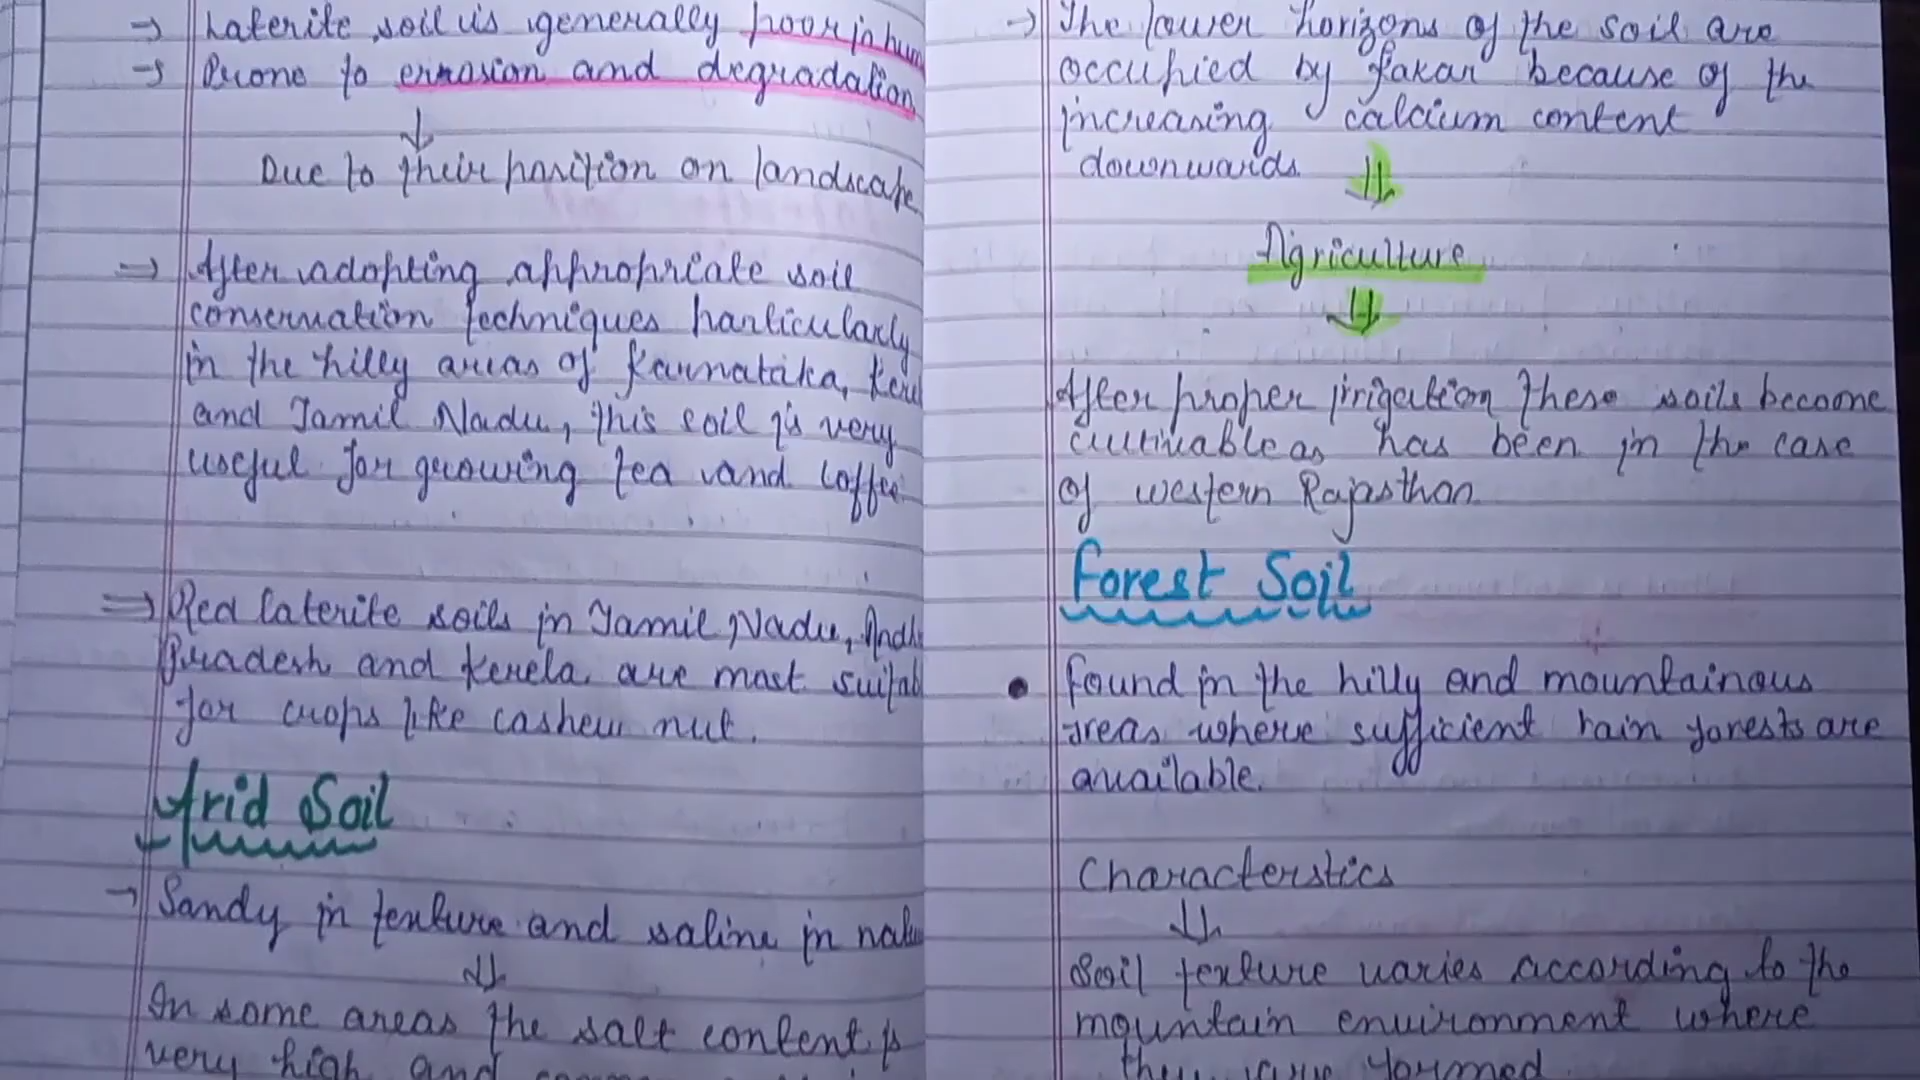 → Laterite soil is generally poor in hum
→ Prone to errosion and degradation
↓
Due to their position on landscape
→ After adopting appropriate soil
conservation techniques particularly
in the hilly areas of Karnataka, Ker
and Tamil Nadu, this soil is very
useful for growing tea and coffee
⇒ Red laterite soils in Tamil Nadu, Andh
Pradesh and Kerela are most suitab
for crops like cashew nut.
Arid Soil
→ Sandy in texture and saline in natu
⇓
In some areas the salt content is
very high and
→ The lower horizons of the soil are
occupied by Kakar because of the
increasing calcium content
downwards
⇓
Agriculture
⇓
After proper irrigation these soils become
cultivable as has been in the case
of western Rajasthan
Forest Soil
• Found in the hilly and mountainous
areas where sufficient rain forests are
available.
Characterstics
⇓
Soil texture varies according to the
mountain environment where
they are formed